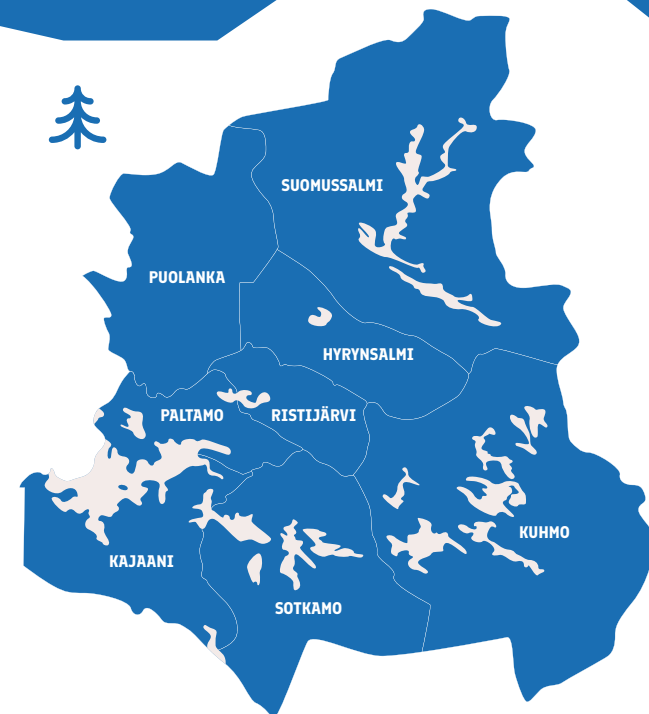 SUOMUSSALMI
PUOLANKA
HYRYNSALMI
PALTAMO
RISTIJÄRVI
KUHMO
KAJAANI
SOTKAMO